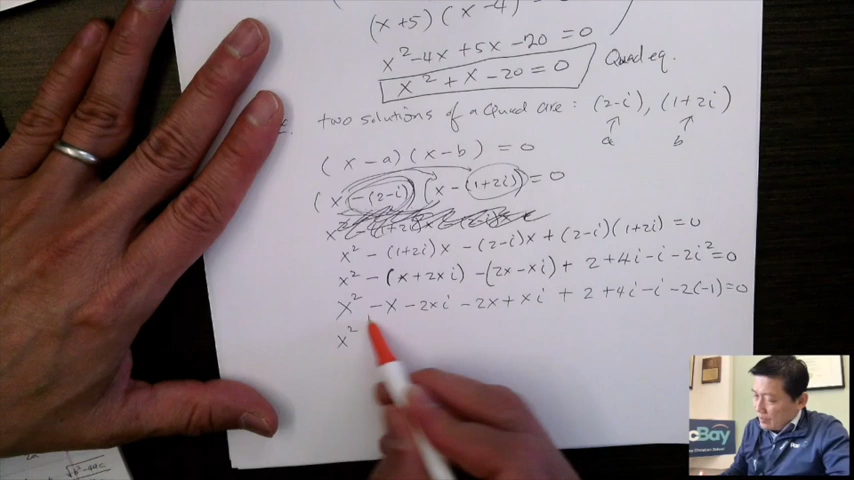 (x+5)(x-4)
x²-4x+5x-20=0
x²+x-20=0 Quad eq.
two solutions of a Quad are: (2-i), (1+2i)
a b
(x-a)(x-b)=0
(x-(2-i))(x-(1+2i))=0
x²-(1+2i)x-(2-i)x+(2-i)(1+2i)=0
x²-(x+2xi)-(2x-xi)+2+4i-i-2i²=0
x²-x-2xi-2x+xi+2+4i-i-2(-1)=0
x²
cBay